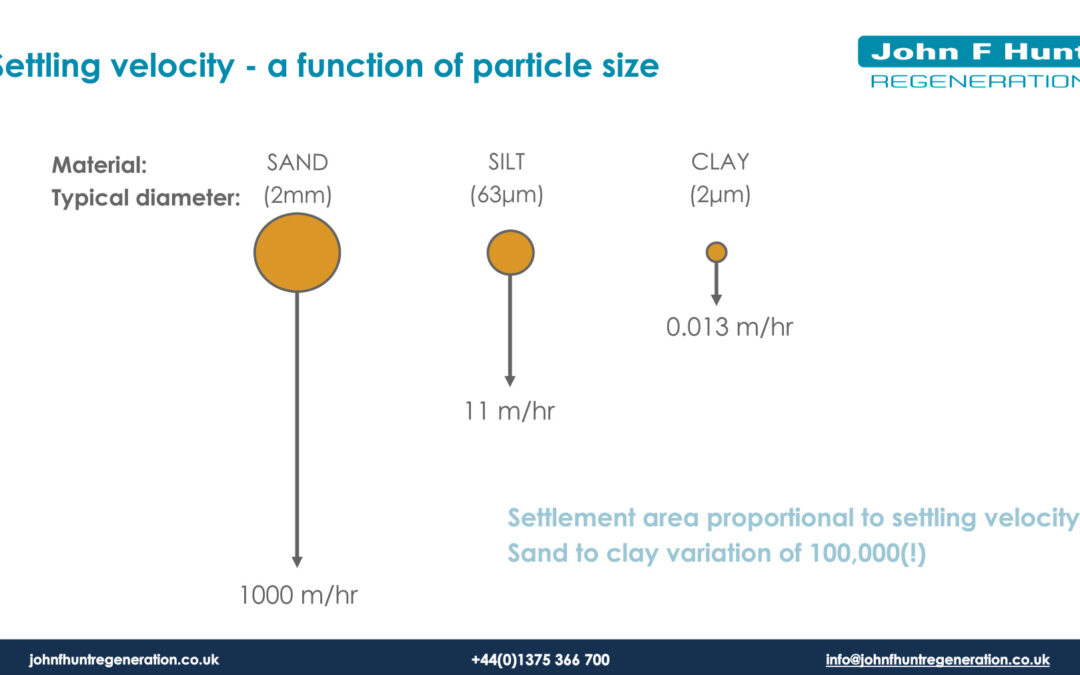 Settling velocity - a function of particle size
John F Hunt
REGENERATION
Material:
SAND
SILT
CLAY
Typical diameter:
(2mm)
(63µm)
(2µm)
0.013 m/hr
11 m/hr
Settlement area proportional to settling velocity
Sand to clay variation of 100,000(!)
1000 m/hr
johnfhuntregeneration.co.uk
+44(0)1375 366 700
info@johnfhuntregeneration.co.uk